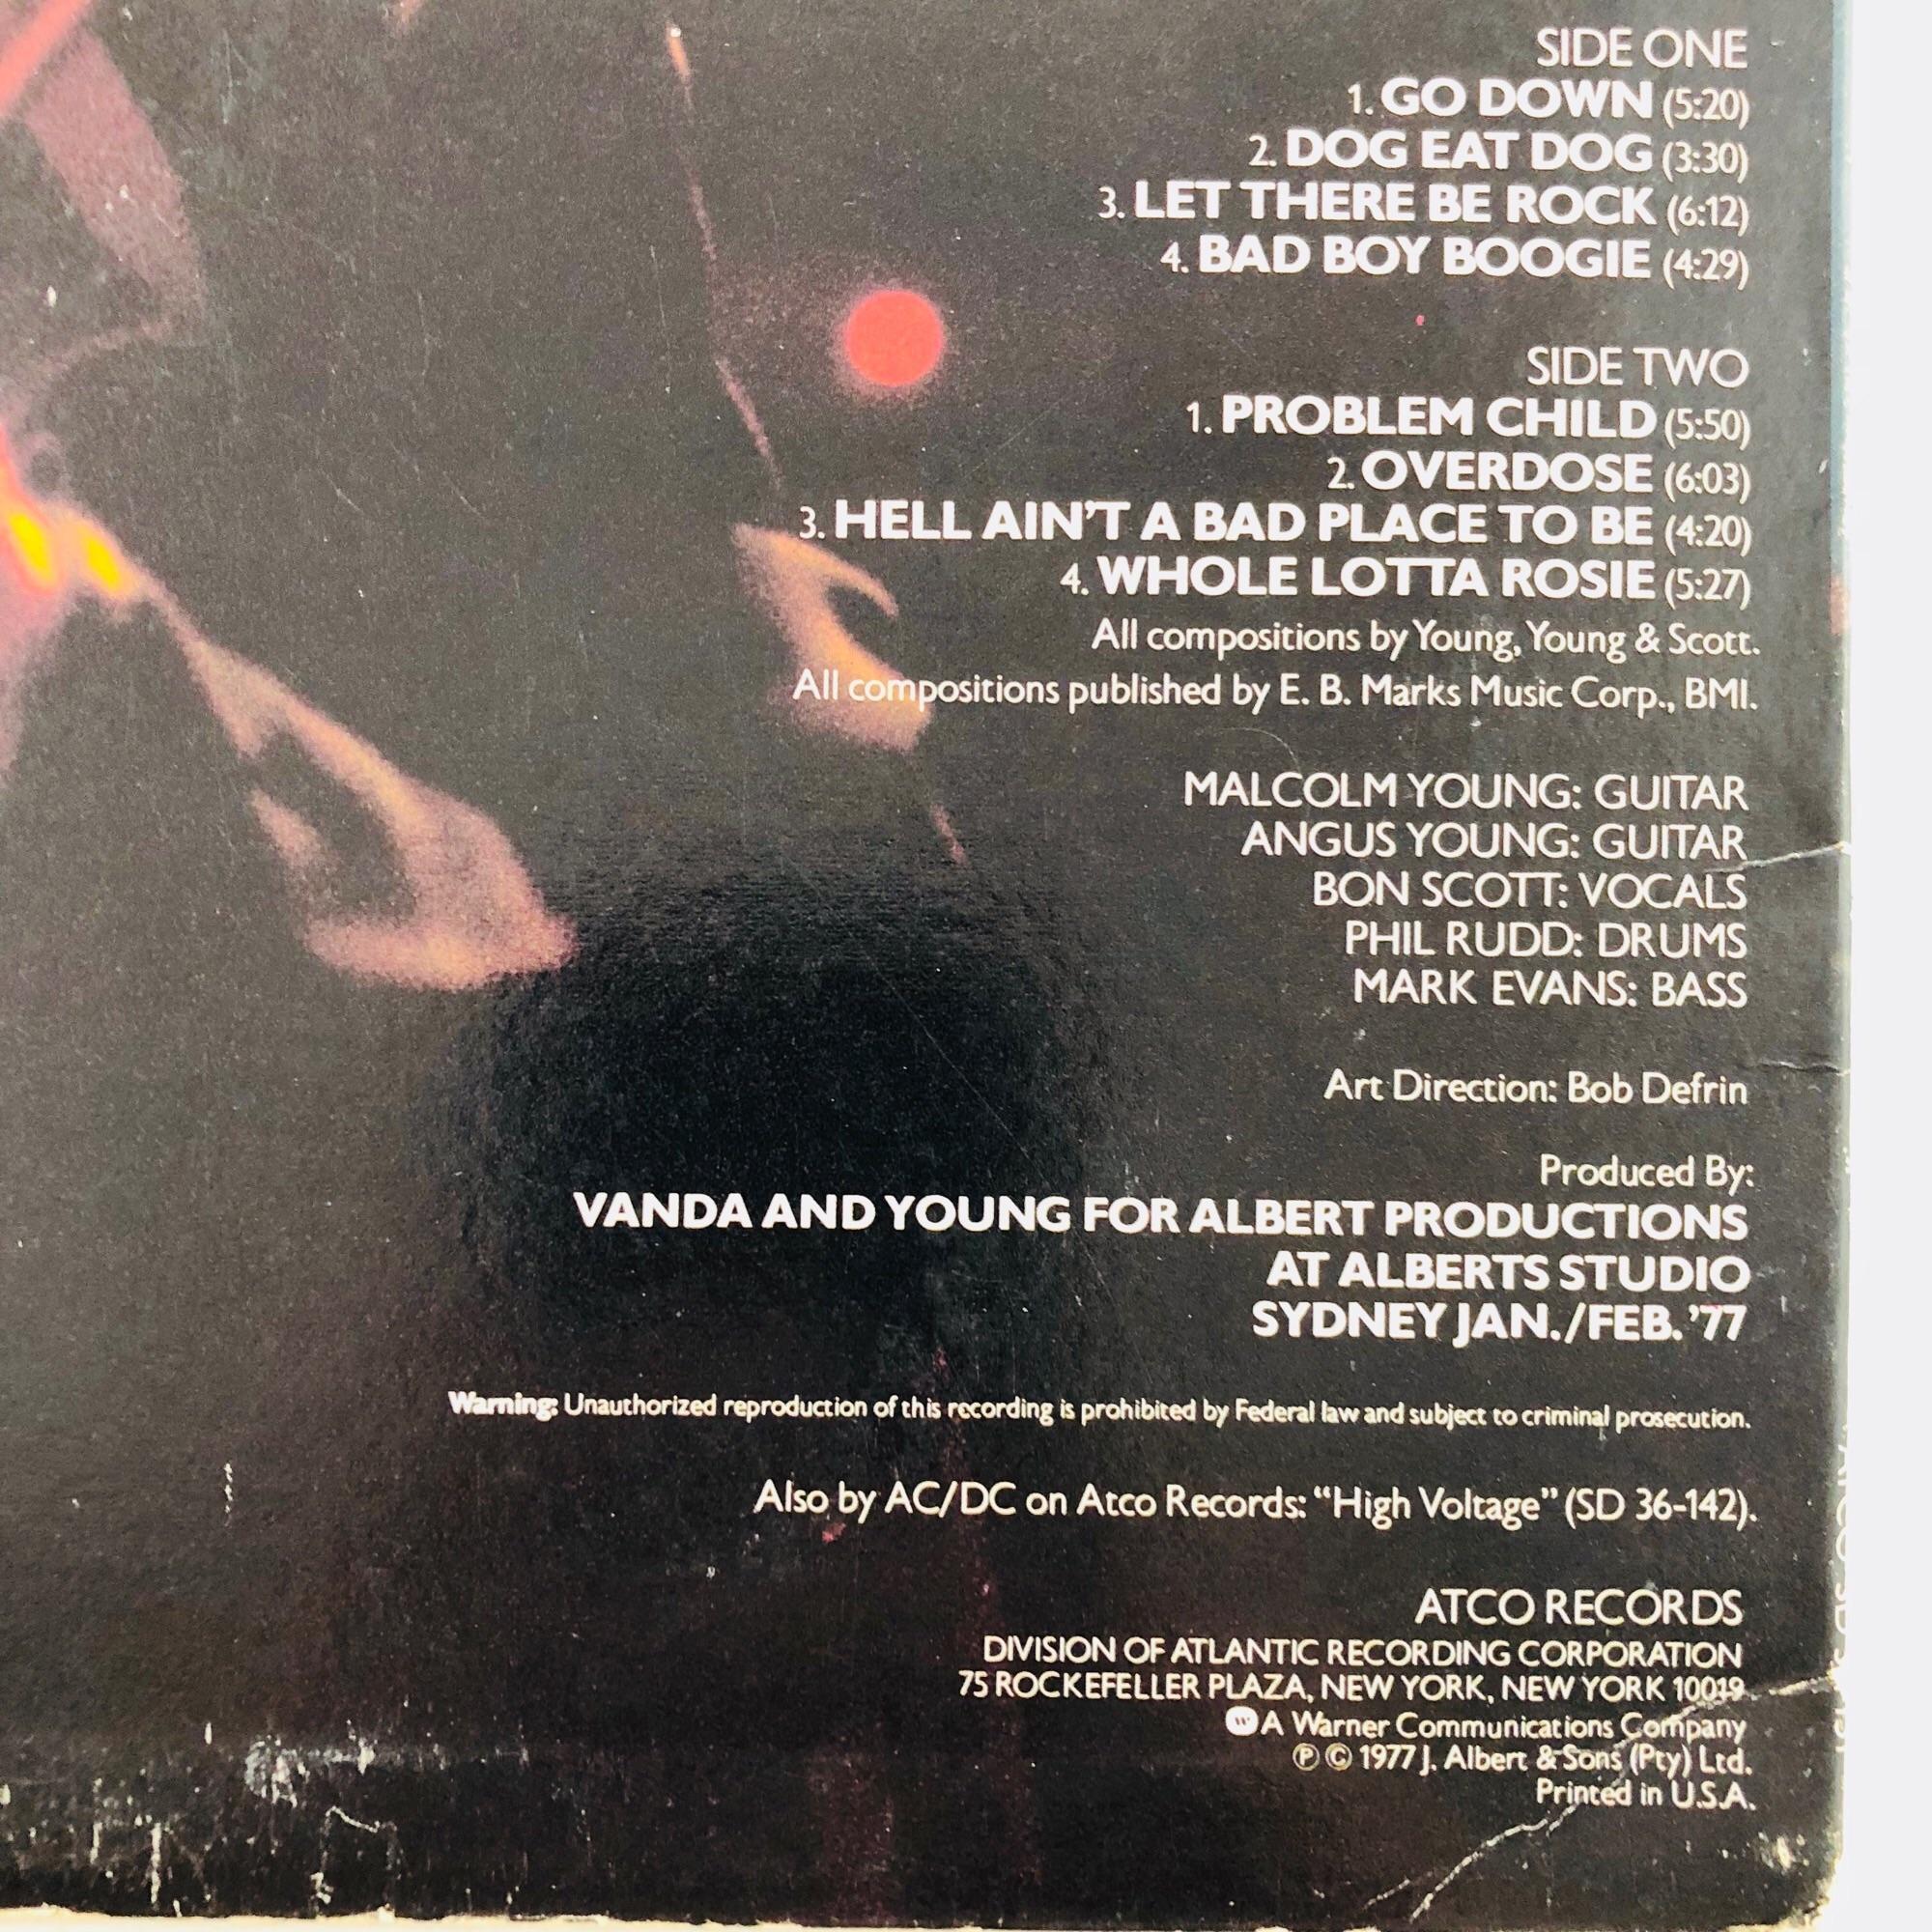 SIDE ONE
1. GO DOWN (5:20)
2. DOG EAT DOG (3:30)
3. LET THERE BE ROCK (6:12)
4. BAD BOY BOOGIE (4:29)
SIDE TWO
1. PROBLEM CHILD (5:50)
2. OVERDOSE (6:03)
3. HELL AIN'T A BAD PLACE TO BE (4:20)
4. WHOLE LOTTA ROSIE (5:27)
All compositions by Young, Young & Scott.
All compositions published by E. B. Marks Music Corp., BMI.
MALCOLM YOUNG: GUITAR
ANGUS YOUNG: GUITAR
BON SCOTT: VOCALS
PHIL RUDD: DRUMS
MARK EVANS: BASS
Art Direction: Bob Defrin
Produced By:
VANDA AND YOUNG FOR ALBERT PRODUCTIONS
AT ALBERTS STUDIO
SYDNEY JAN./FEB. '77
Warning: Unauthorized reproduction of this recording is prohibited by Federal law and subject to criminal prosecution.
Also by AC/DC on Atco Records: "High Voltage" (SD 36-142).
ATCO RECORDS
DIVISION OF ATLANTIC RECORDING CORPORATION
75 ROCKEFELLER PLAZA, NEW YORK, NEW YORK 10019
A Warner Communications Company
℗ © 1977 J. Albert & Sons (Pty) Ltd.
Printed in U.S.A.